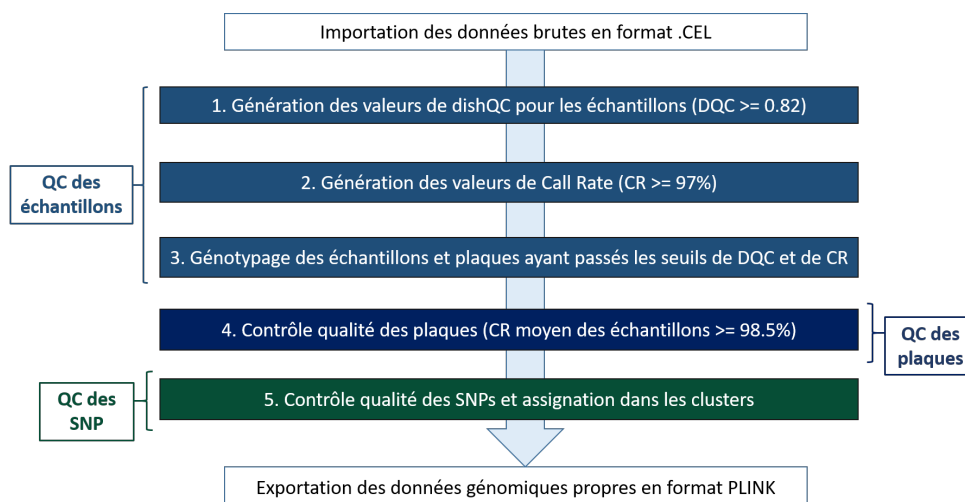 Importation des données brutes en format .CEL
1. Génération des valeurs de dishQC pour les échantillons (DQC >= 0.82)
QC des
échantillons
2. Génération des valeurs de Call Rate (CR >= 97%)
3. Génotypage des échantillons et plaques ayant passés les seuils de DQC et de CR
4. Contrôle qualité des plaques (CR moyen des échantillons >= 98.5%)
QC des
plaques
QC des
SNP
5. Contrôle qualité des SNPs et assignation dans les clusters
Exportation des données génomiques propres en format PLINK